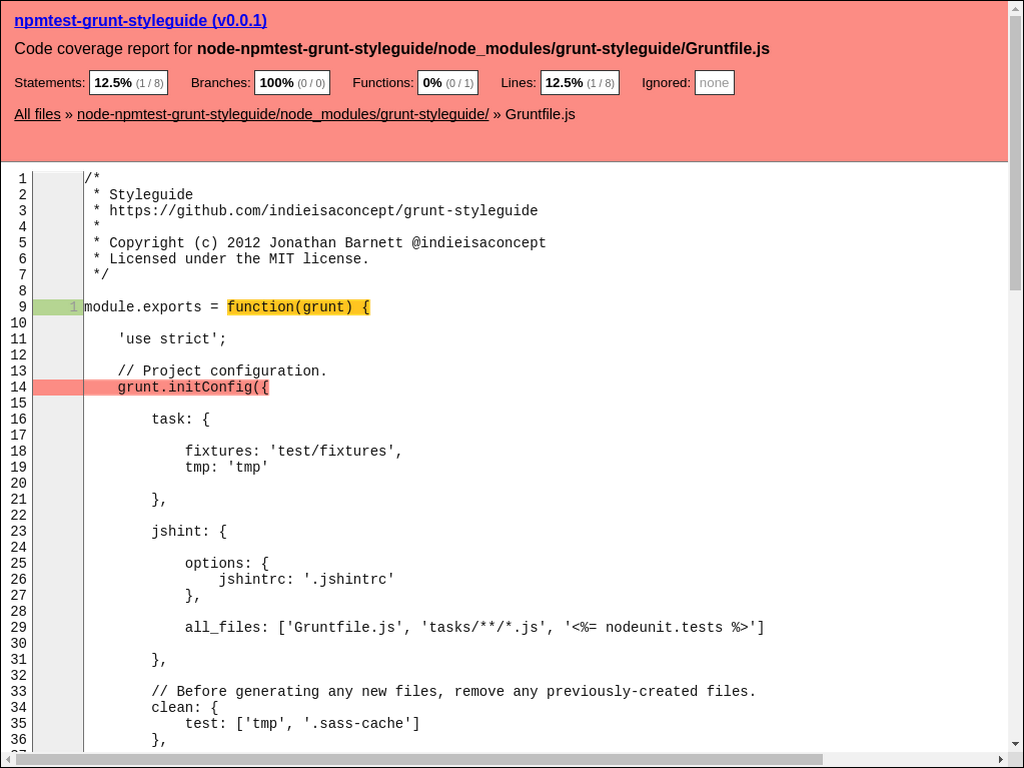 npmtest-grunt-styleguide (v0.0.1)
Code coverage report for node-npmtest-grunt-styleguide/node_modules/grunt-styleguide/Gruntfile.js
Statements: 12.5% (1 / 8) Branches: 100% (0 / 0) Functions: 0% (0 / 1) Lines: 12.5% (1 / 8) Ignored: none
All files » node-npmtest-grunt-styleguide/node_modules/grunt-styleguide/ » Gruntfile.js
1 /*
2 * Styleguide
3 * https://github.com/indieisaconcept/grunt-styleguide
4 *
5 * Copyright (c) 2012 Jonathan Barnett @indieisaconcept
6 * Licensed under the MIT license.
7 */
8
9 1 module.exports = function(grunt) {
10
11 'use strict';
12
13 // Project configuration.
14 grunt.initConfig({
15
16 task: {
17
18 fixtures: 'test/fixtures',
19 tmp: 'tmp'
20
21 },
22
23 jshint: {
24
25 options: {
26 jshintrc: '.jshintrc'
27 },
28
29 all_files: ['Gruntfile.js', 'tasks/**/*.js', '<%= nodeunit.tests %>']
30
31 },
32
33 // Before generating any new files, remove any previously-created files.
34 clean: {
35 test: ['tmp', '.sass-cache']
36 },